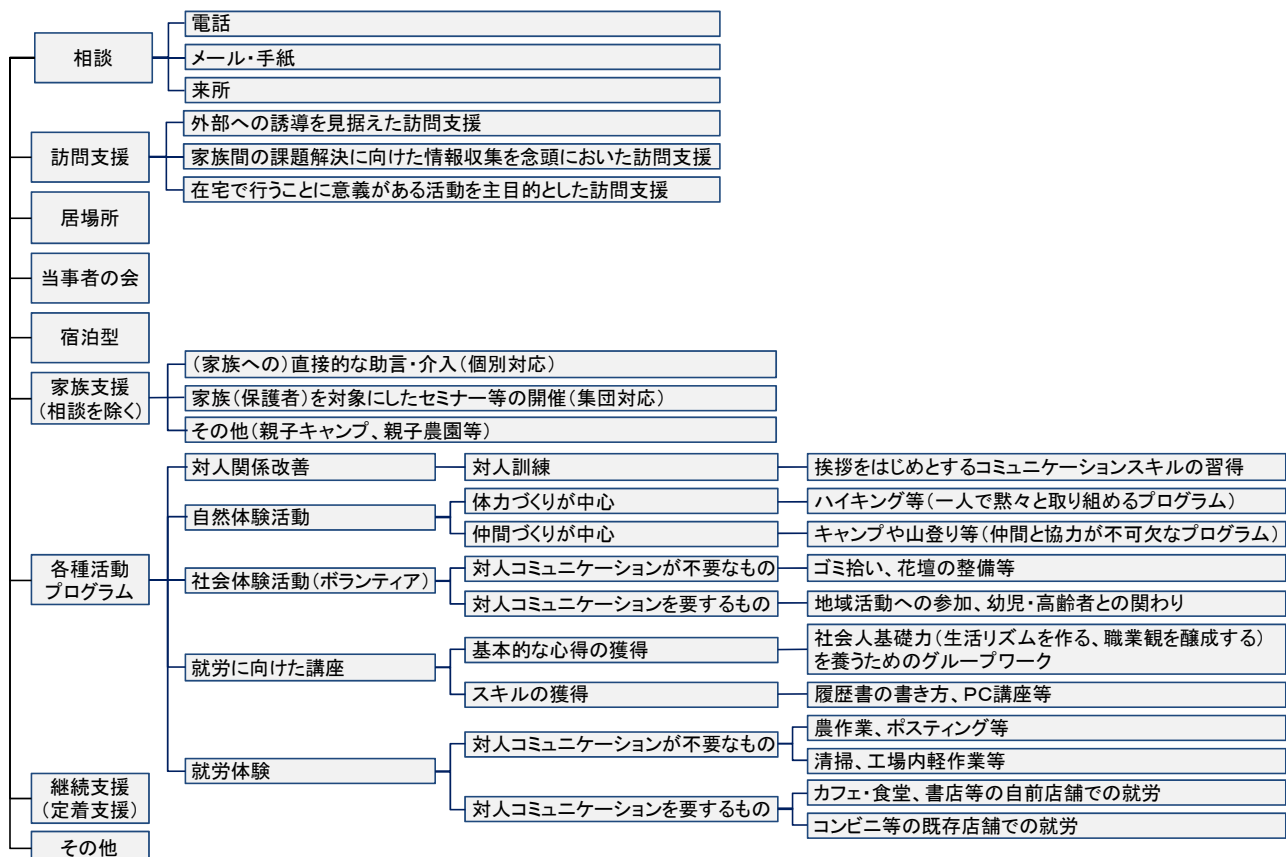 相談
電話
メール・手紙
来所
訪問支援
外部への誘導を見据えた訪問支援
家族間の課題解決に向けた情報収集を念頭においた訪問支援
在宅で行うことに意義がある活動を主目的とした訪問支援
居場所
当事者の会
宿泊型
家族支援
(相談を除く)
(家族への)直接的な助言・介入(個別対応)
家族(保護者)を対象にしたセミナー等の開催(集団対応)
その他(親子キャンプ、親子農園等)
各種活動
プログラム
対人関係改善
対人訓練
挨拶をはじめとするコミュニケーションスキルの習得
自然体験活動
体力づくりが中心
ハイキング等(一人で黙々と取り組めるプログラム)
仲間づくりが中心
キャンプや山登り等(仲間と協力が不可欠なプログラム)
社会体験活動(ボランティア)
対人コミュニケーションが不要なもの
ゴミ拾い、花壇の整備等
対人コミュニケーションを要するもの
地域活動への参加、幼児・高齢者との関わり
就労に向けた講座
基本的な心得の獲得
社会人基礎力(生活リズムを作る、職業観を醸成する)
を養うためのグループワーク
スキルの獲得
履歴書の書き方、PC講座等
就労体験
対人コミュニケーションが不要なもの
農作業、ポスティング等
清掃、工場内軽作業等
対人コミュニケーションを要するもの
カフェ・食堂、書店等の自前店舗での就労
コンビニ等の既存店舗での就労
継続支援
(定着支援)
その他